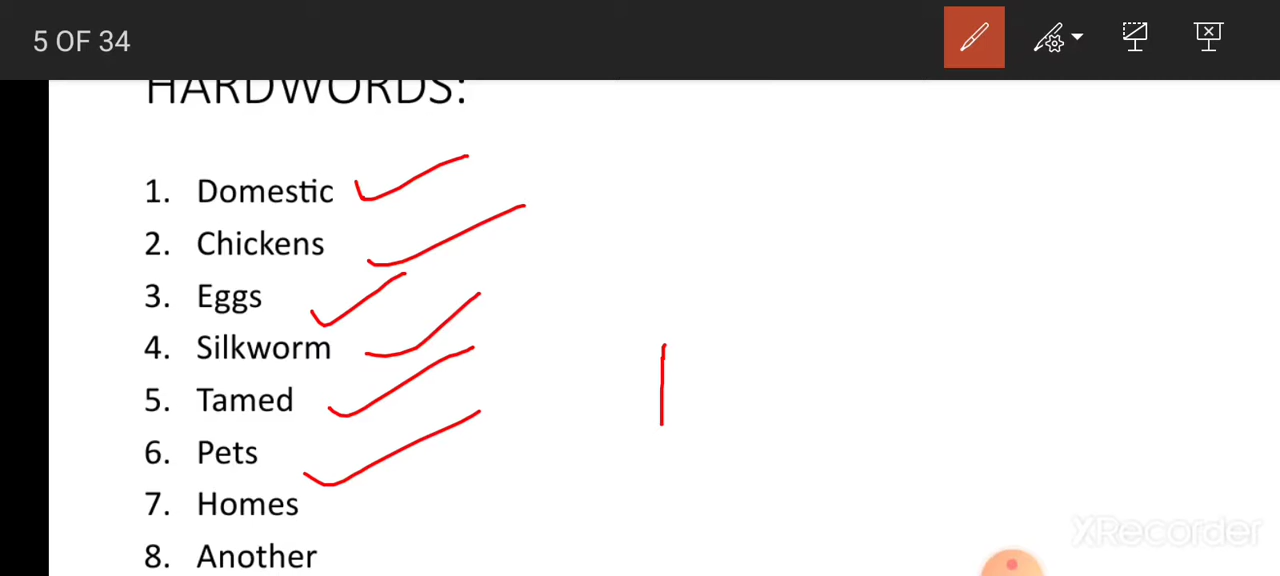 5 OF 34
HARDWORDS:
1. Domestic
2. Chickens
3. Eggs
4. Silkworm
5. Tamed
6. Pets
7. Homes
8. Another
XRecorder